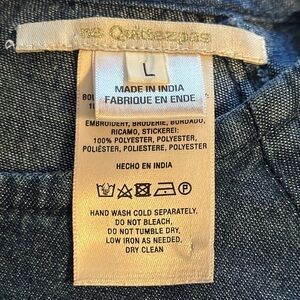 L
MADE IN INDIA
FABRIQUE EN ENDE
EMBROIDERY, BRODERIE, BORDADO,
RICAMO, STICKEREI:
100% POLYESTER, POLYESTER,
POLIÉSTER, POLIESTERE, POLYESTER
HECHO EN INDIA
HAND WASH COLD SEPARATELY,
DO NOT BLEACH,
DO NOT TUMBLE DRY,
LOW IRON AS NEEDED,
DRY CLEAN